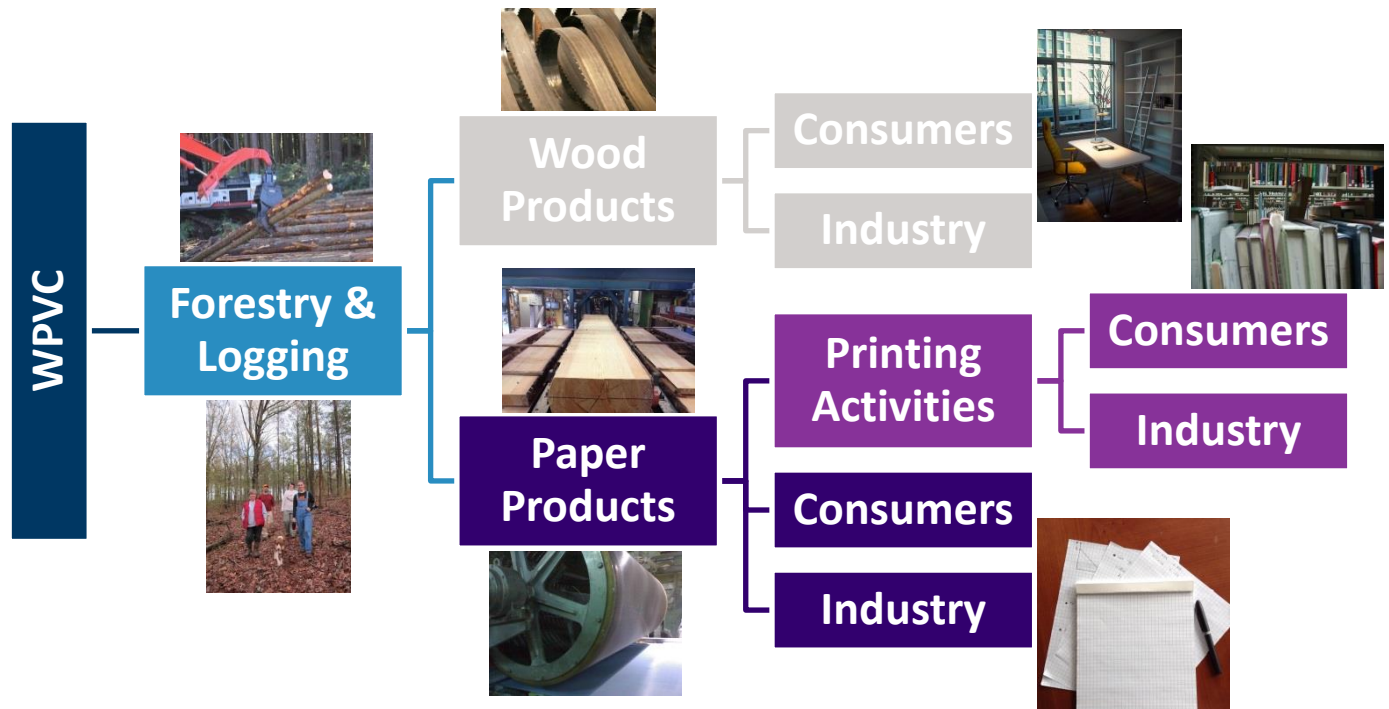 WPVC
Forestry &
Logging
Wood
Products
Consumers
Industry
Paper
Products
Printing
Activities
Consumers
Industry
Consumers
Industry